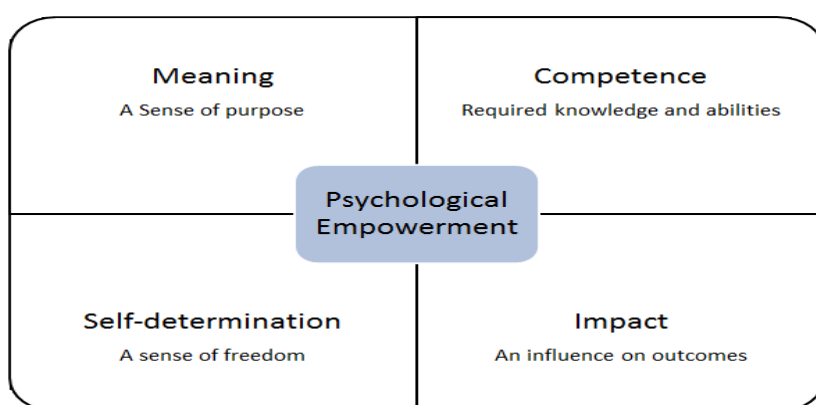 Meaning
A Sense of purpose
Competence
Required knowledge and abilities
Psychological
Empowerment
Self-determination
A sense of freedom
Impact
An influence on outcomes